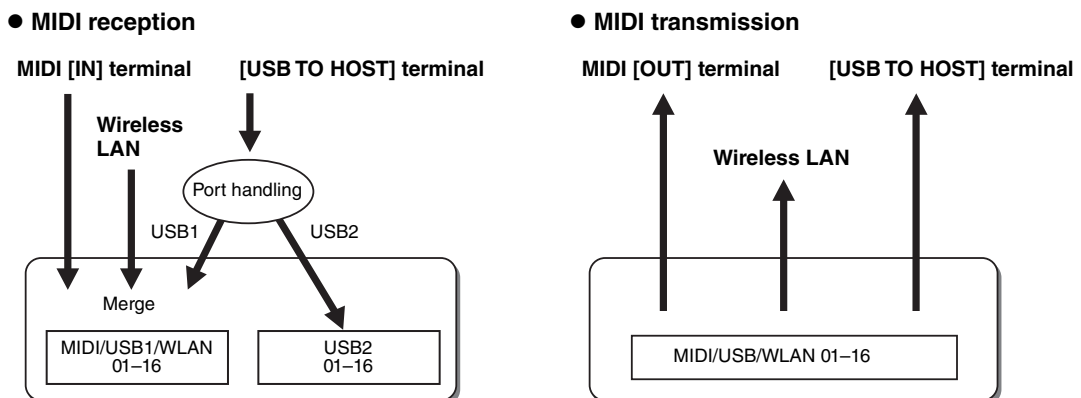 ● MIDI reception
MIDI [IN] terminal
[USB TO HOST] terminal
Wireless
LAN
Port handling
USB1
USB2
Merge
MIDI/USB1/WLAN
01–16
USB2
01–16
● MIDI transmission
MIDI [OUT] terminal
[USB TO HOST] terminal
Wireless LAN
MIDI/USB/WLAN 01–16